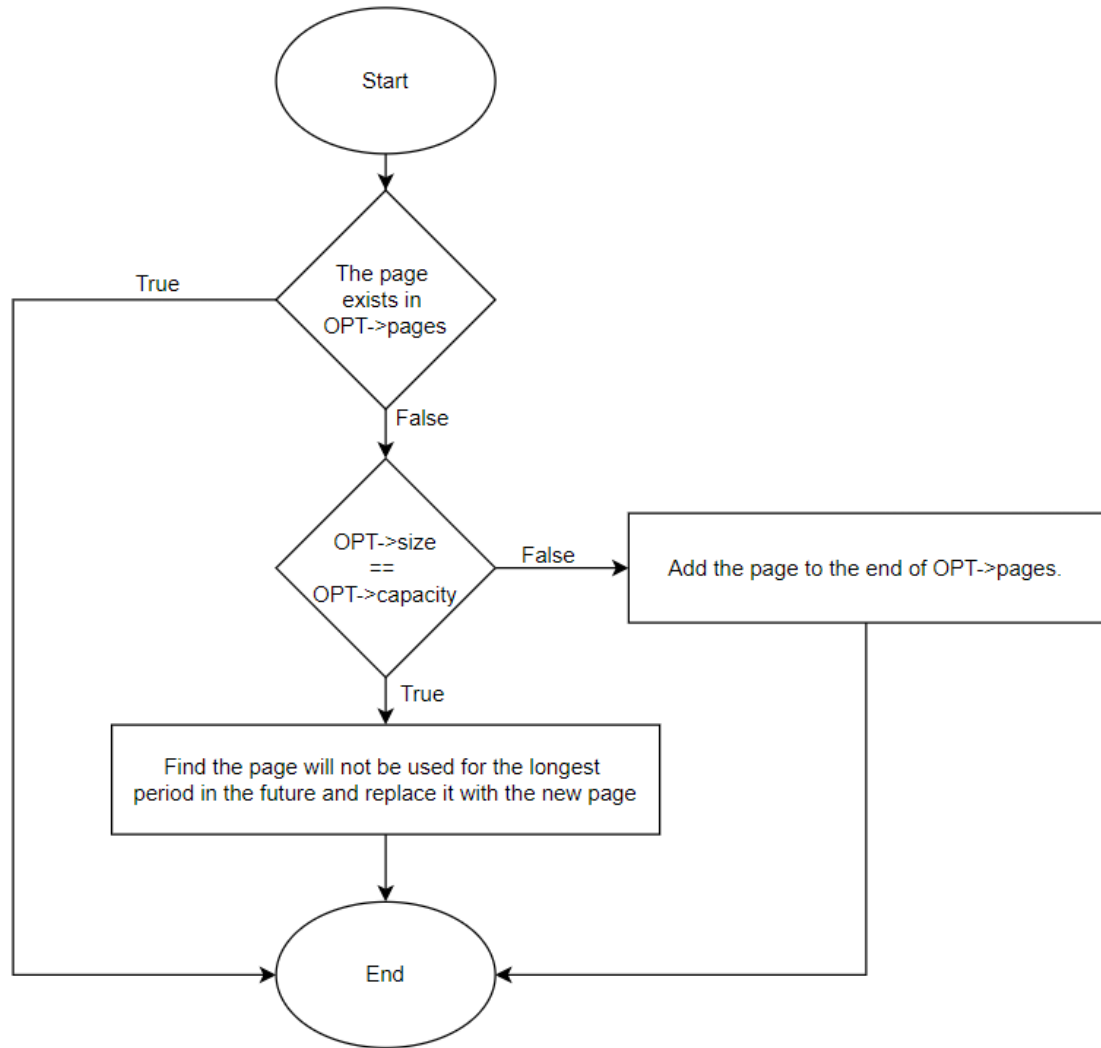 Start
The page
exists in
OPT->pages
True
False
OPT->size
==
OPT->capacity
False
Add the page to the end of OPT->pages.
True
Find the page will not be used for the longest
period in the future and replace it with the new page
End